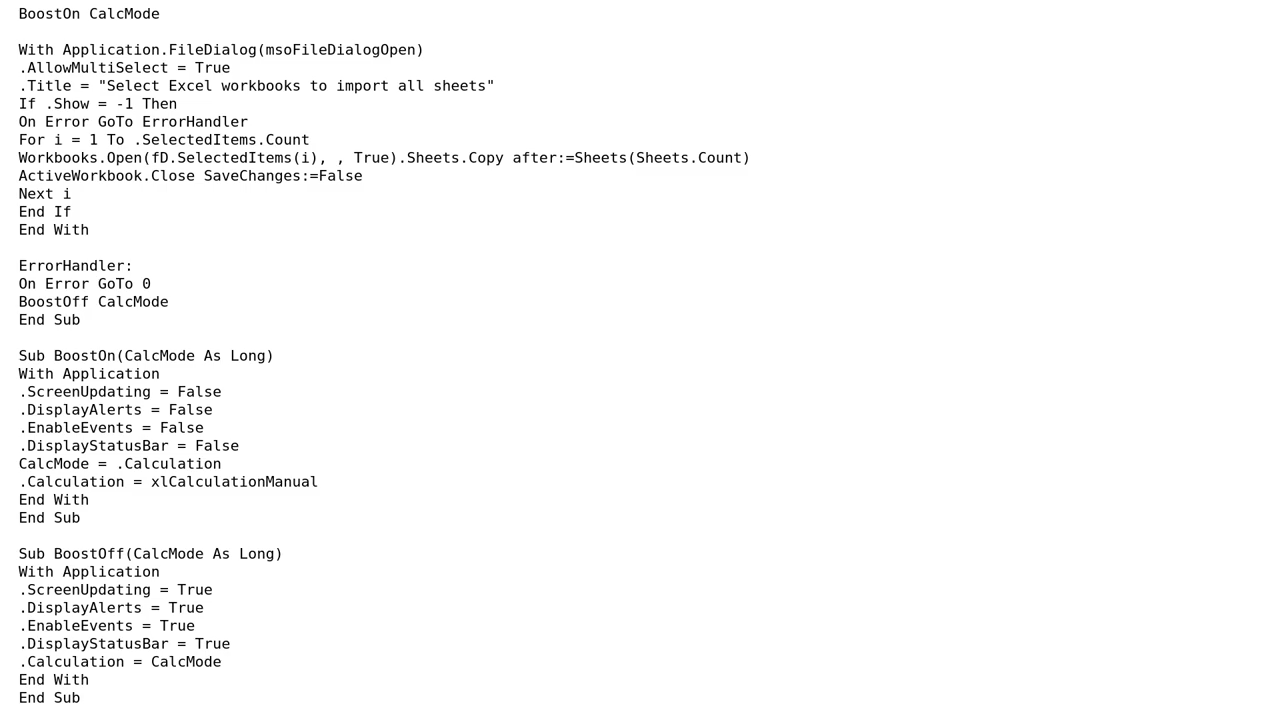 BoostOn CalcMode
With Application.FileDialog(msoFileDialogOpen)
.AllowMultiSelect = True
.Title = "Select Excel workbooks to import all sheets"
If .Show = -1 Then
On Error GoTo ErrorHandler
For i = 1 To .SelectedItems.Count
Workbooks.Open(fD.SelectedItems(i), , True).Sheets.Copy after:=Sheets(Sheets.Count)
ActiveWorkbook.Close SaveChanges:=False
Next i
End If
End With
ErrorHandler:
On Error GoTo 0
BoostOff CalcMode
End Sub
Sub BoostOn(CalcMode As Long)
With Application
.ScreenUpdating = False
.DisplayAlerts = False
.EnableEvents = False
.DisplayStatusBar = False
CalcMode = .Calculation
.Calculation = xlCalculationManual
End With
End Sub
Sub BoostOff(CalcMode As Long)
With Application
.ScreenUpdating = True
.DisplayAlerts = True
.EnableEvents = True
.DisplayStatusBar = True
.Calculation = CalcMode
End With
End Sub